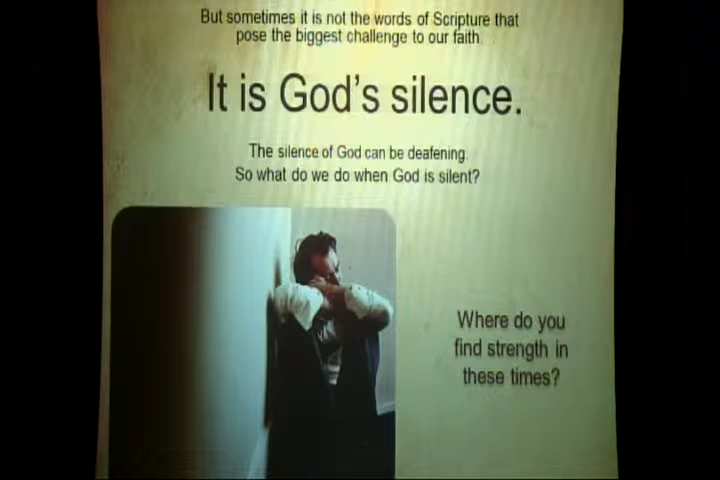 But sometimes it is not the words of Scripture that
pose the biggest challenge to our faith.
It is God's silence.
The silence of God can be deafening.
So what do we do when God is silent?
Where do you
find strength in
these times?